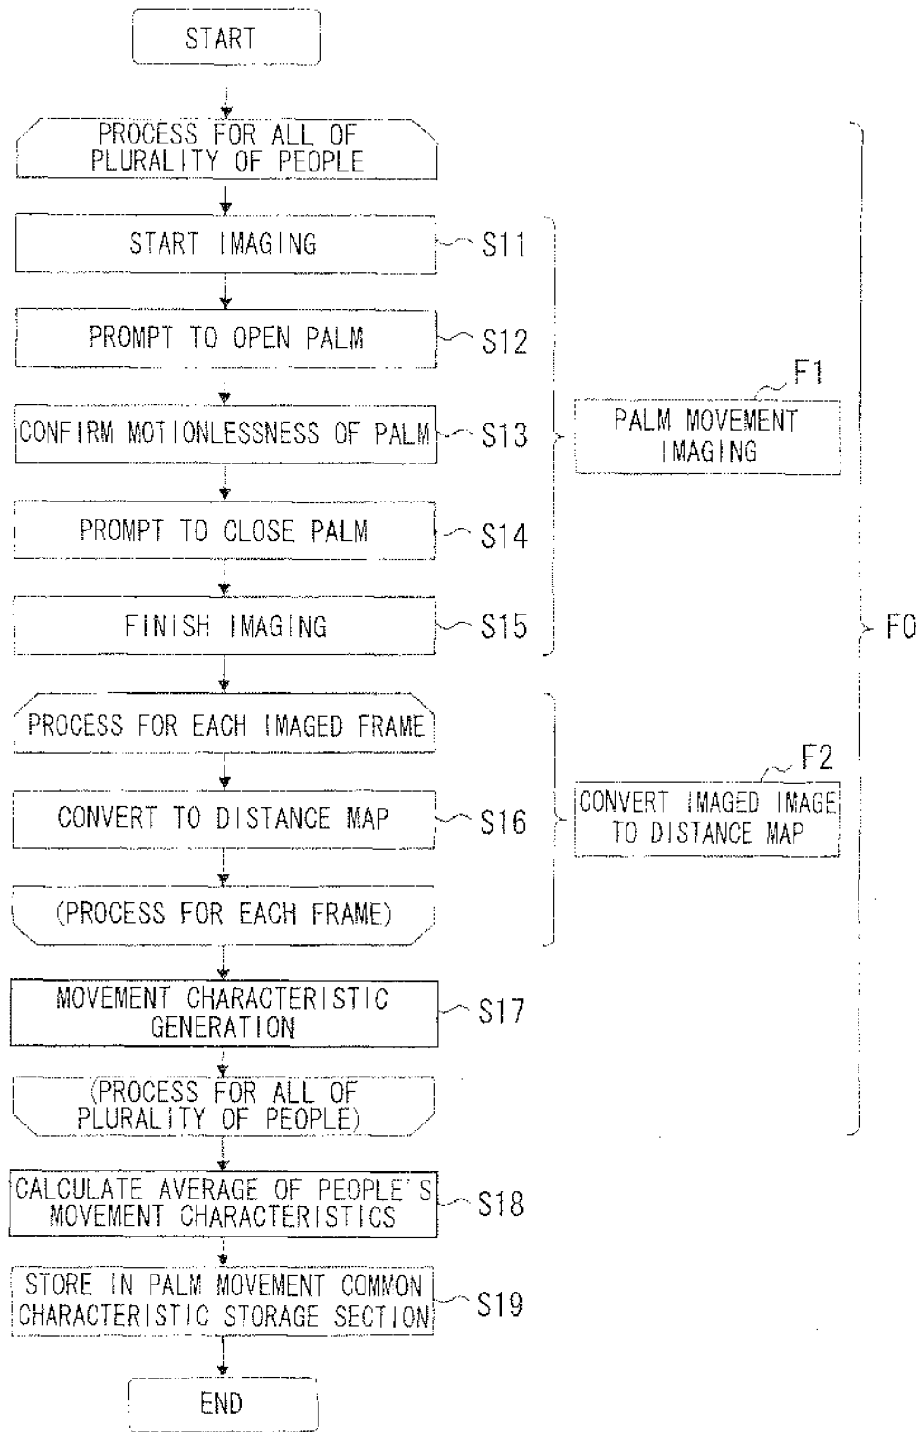 START
PROCESS FOR ALL OF
PLURALITY OF PEOPLE
START IMAGING
S11
PROMPT TO OPEN PALM
S12
CONFIRM MOTIONLESSNESS OF PALM
S13
PROMPT TO CLOSE PALM
S14
FINISH IMAGING
S15
F1
PALM MOVEMENT
IMAGING
F0
PROCESS FOR EACH IMAGED FRAME
CONVERT TO DISTANCE MAP
S16
(PROCESS FOR EACH FRAME)
F2
CONVERT IMAGED IMAGE
TO DISTANCE MAP
MOVEMENT CHARACTERISTIC
GENERATION
S17
(PROCESS FOR ALL OF
PLURALITY OF PEOPLE)
CALCULATE AVERAGE OF PEOPLE'S
MOVEMENT CHARACTERISTICS
S18
STORE IN PALM MOVEMENT COMMON
CHARACTERISTIC STORAGE SECTION
S19
END